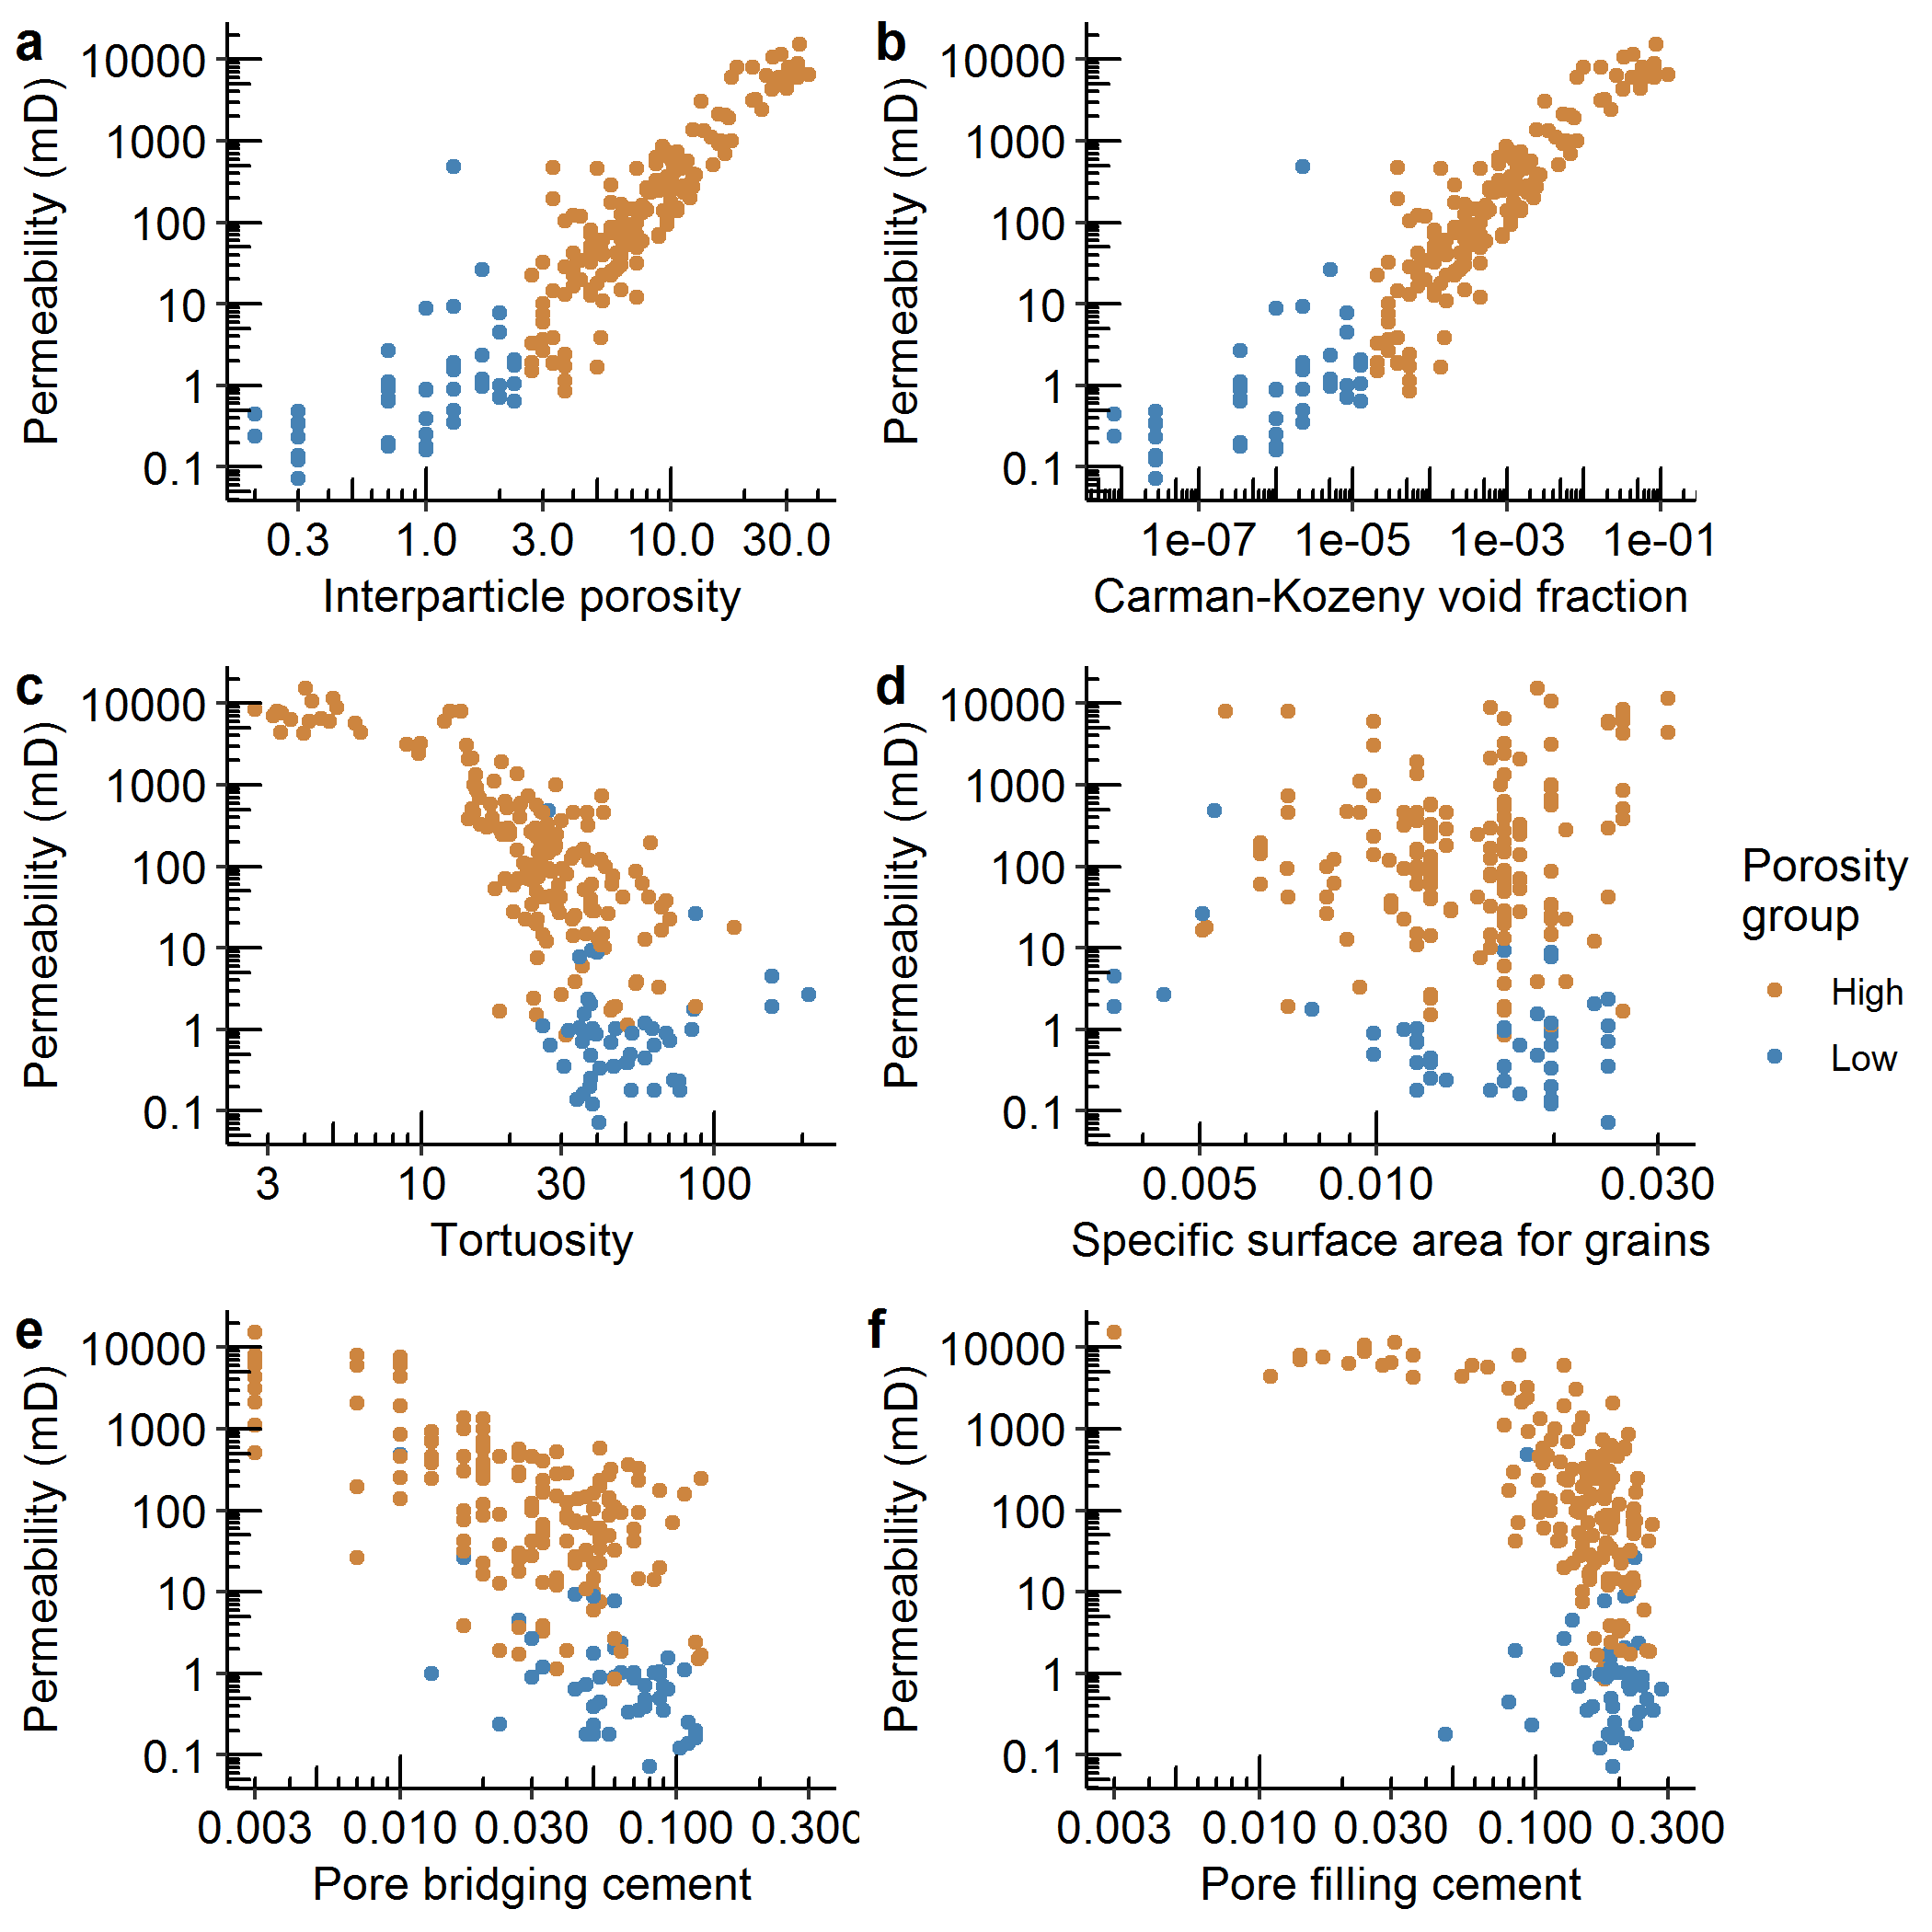 a
Permeability (mD)
10000
1000
100
10
1
0.1
0.3 1.0 3.0 10.0 30.0
Interparticle porosity
b
Permeability (mD)
10000
1000
100
10
1
0.1
1e-07 1e-05 1e-03 1e-01
Carman-Kozeny void fraction
c
Permeability (mD)
10000
1000
100
10
1
0.1
3 10 30 100
Tortuosity
d
Permeability (mD)
10000
1000
100
10
1
0.1
0.005 0.010 0.030
Specific surface area for grains
Porosity
group
High
Low
e
Permeability (mD)
10000
1000
100
10
1
0.1
0.003 0.010 0.030 0.100 0.300
Pore bridging cement
f
Permeability (mD)
10000
1000
100
10
1
0.1
0.003 0.010 0.030 0.100 0.300
Pore filling cement